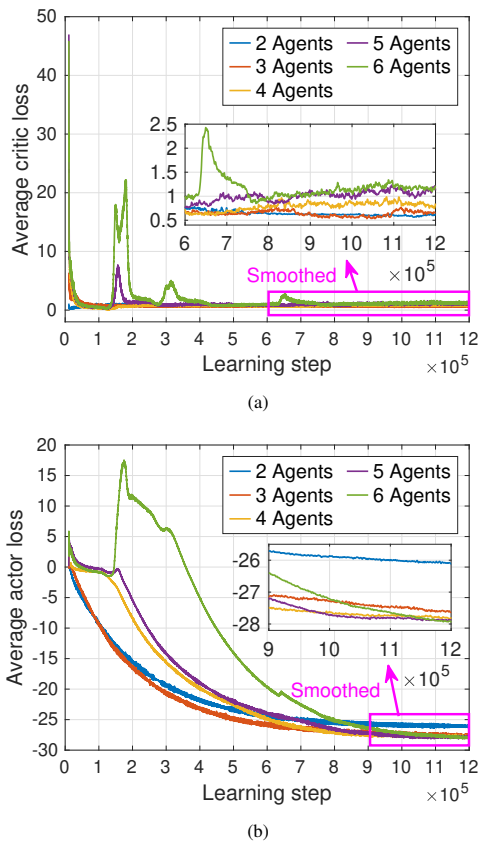 50
40
30
20
10
0
Average critic loss
2 Agents
5 Agents
3 Agents
6 Agents
4 Agents
2.5
2
1.5
1
0.5
6 7 8 9 10 11 12
× 10^5
Smoothed
0 1 2 3 4 5 6 7 8 9 10 11 12
Learning step
× 10^5
(a)
20
15
10
5
0
-5
-10
-15
-20
-25
-30
Average actor loss
2 Agents
5 Agents
3 Agents
6 Agents
4 Agents
-26
-27
-28
9 10 11 12
× 10^5
Smoothed
0 1 2 3 4 5 6 7 8 9 10 11 12
Learning step
× 10^5
(b)